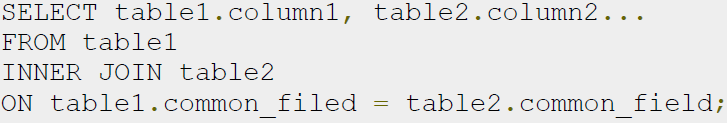 SELECT table1.column1, table2.column2...
FROM table1
INNER JOIN table2
ON table1.common_filed = table2.common_field;